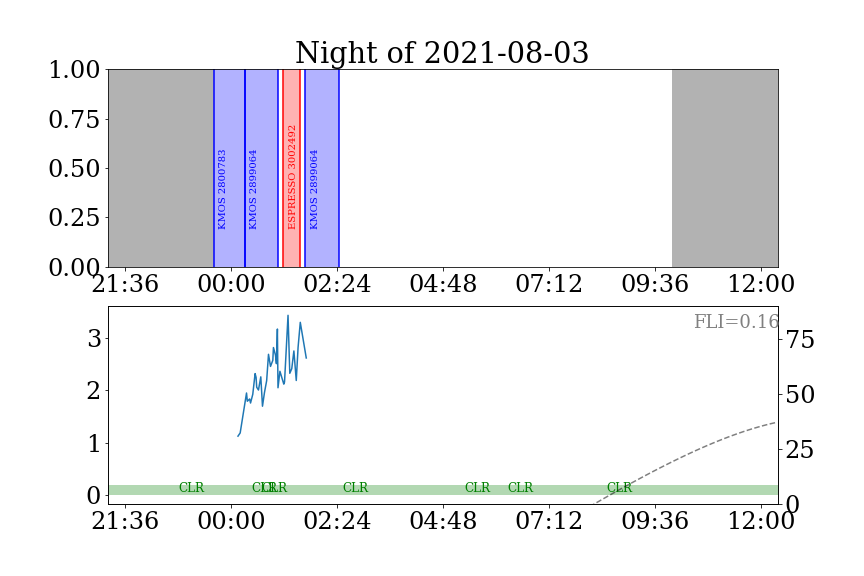 Night of 2021-08-03
1.00
0.75
0.50
0.25
0.00
KMOS 2800783
KMOS 2899064
ESPRESSO 3002492
KMOS 2899064
21:36 00:00 02:24 04:48 07:12 09:36 12:00
FLI=0.16
3
2
1
0
75
50
25
0
CLR CLR CLR CLR CLR CLR CLR
21:36 00:00 02:24 04:48 07:12 09:36 12:00